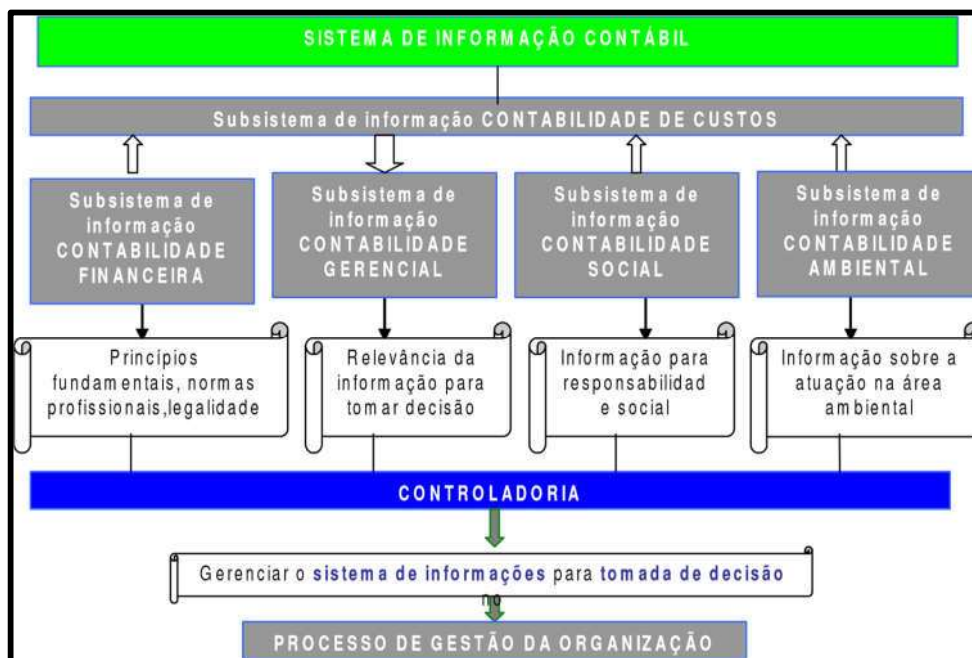 SISTEMA DE INFORMAÇÃO CONTÁBIL
Subsistema de informação CONTABILIDADE DE CUSTOS
Subsistema de
informação
CONTABILIDADE
FINANCEIRA
Subsistema de
informação
CONTABILIDADE
GERENCIAL
Subsistema de
informação
CONTABILIDADE
SOCIAL
Subsistema de
informação
CONTABILIDADE
AMBIENTAL
Princípios
fundamentais, normas
profissionais,legalidade
Relevância da
informação para
tomar decisão
Informação para
responsabilidad
e social
Informação sobre a
atuação na área
ambiental
CONTROLADORIA
Gerenciar o sistema de informações para tomada de decisão
no
PROCESSO DE GESTÃO DA ORGANIZAÇÃO